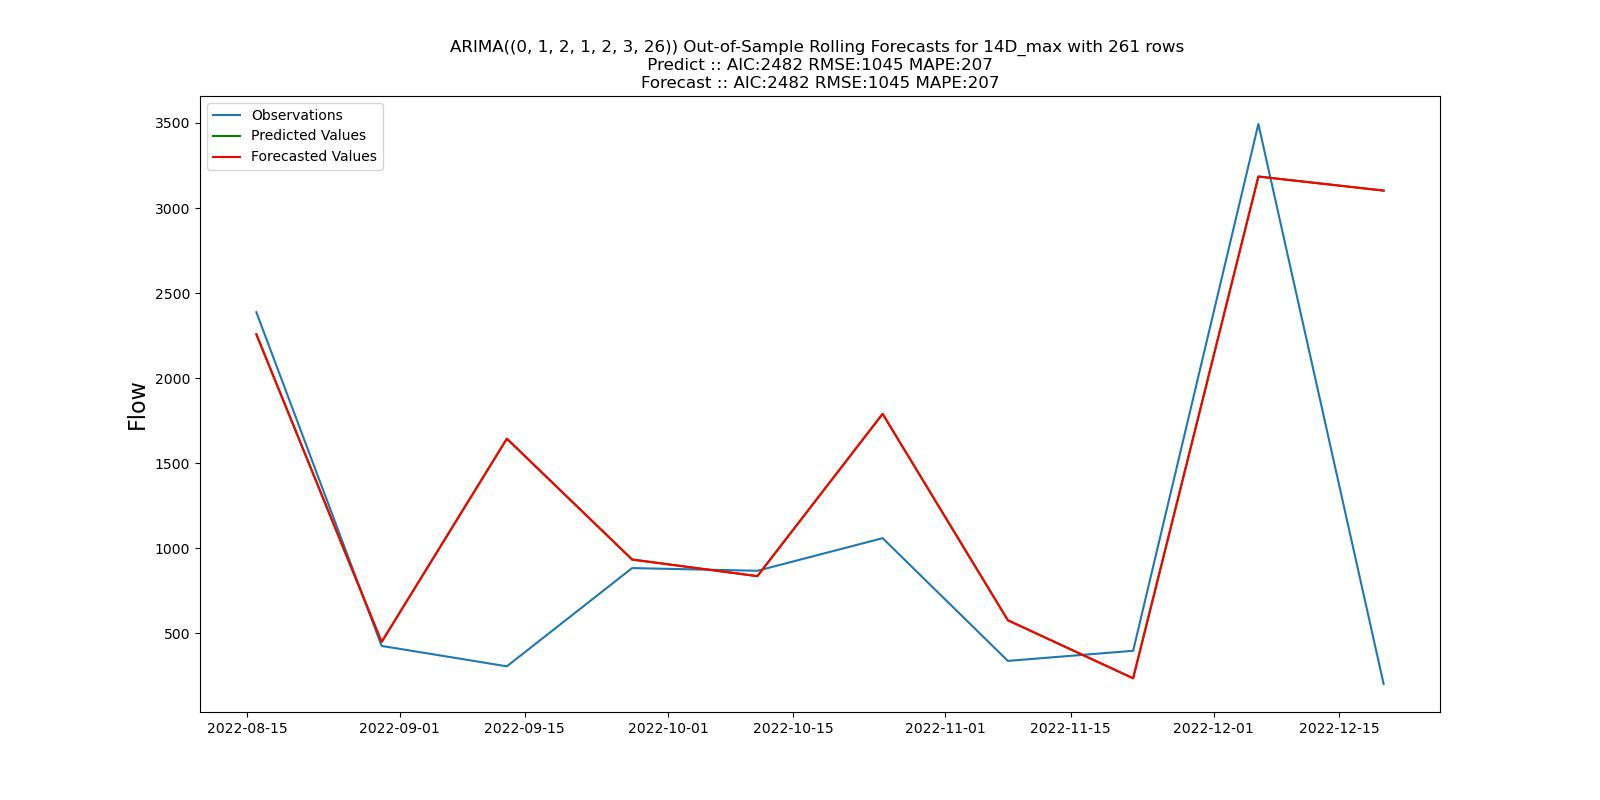 ARIMA((0, 1, 2, 1, 2, 3, 26)) Out-of-Sample Rolling Forecasts for 14D_max with 261 rows
Predict :: AIC:2482 RMSE:1045 MAPE:207
Forecast :: AIC:2482 RMSE:1045 MAPE:207
Observations
Predicted Values
Forecasted Values
3500
3000
2500
2000
1500
1000
500
Flow
2022-08-15
2022-09-01
2022-09-15
2022-10-01
2022-10-15
2022-11-01
2022-11-15
2022-12-01
2022-12-15